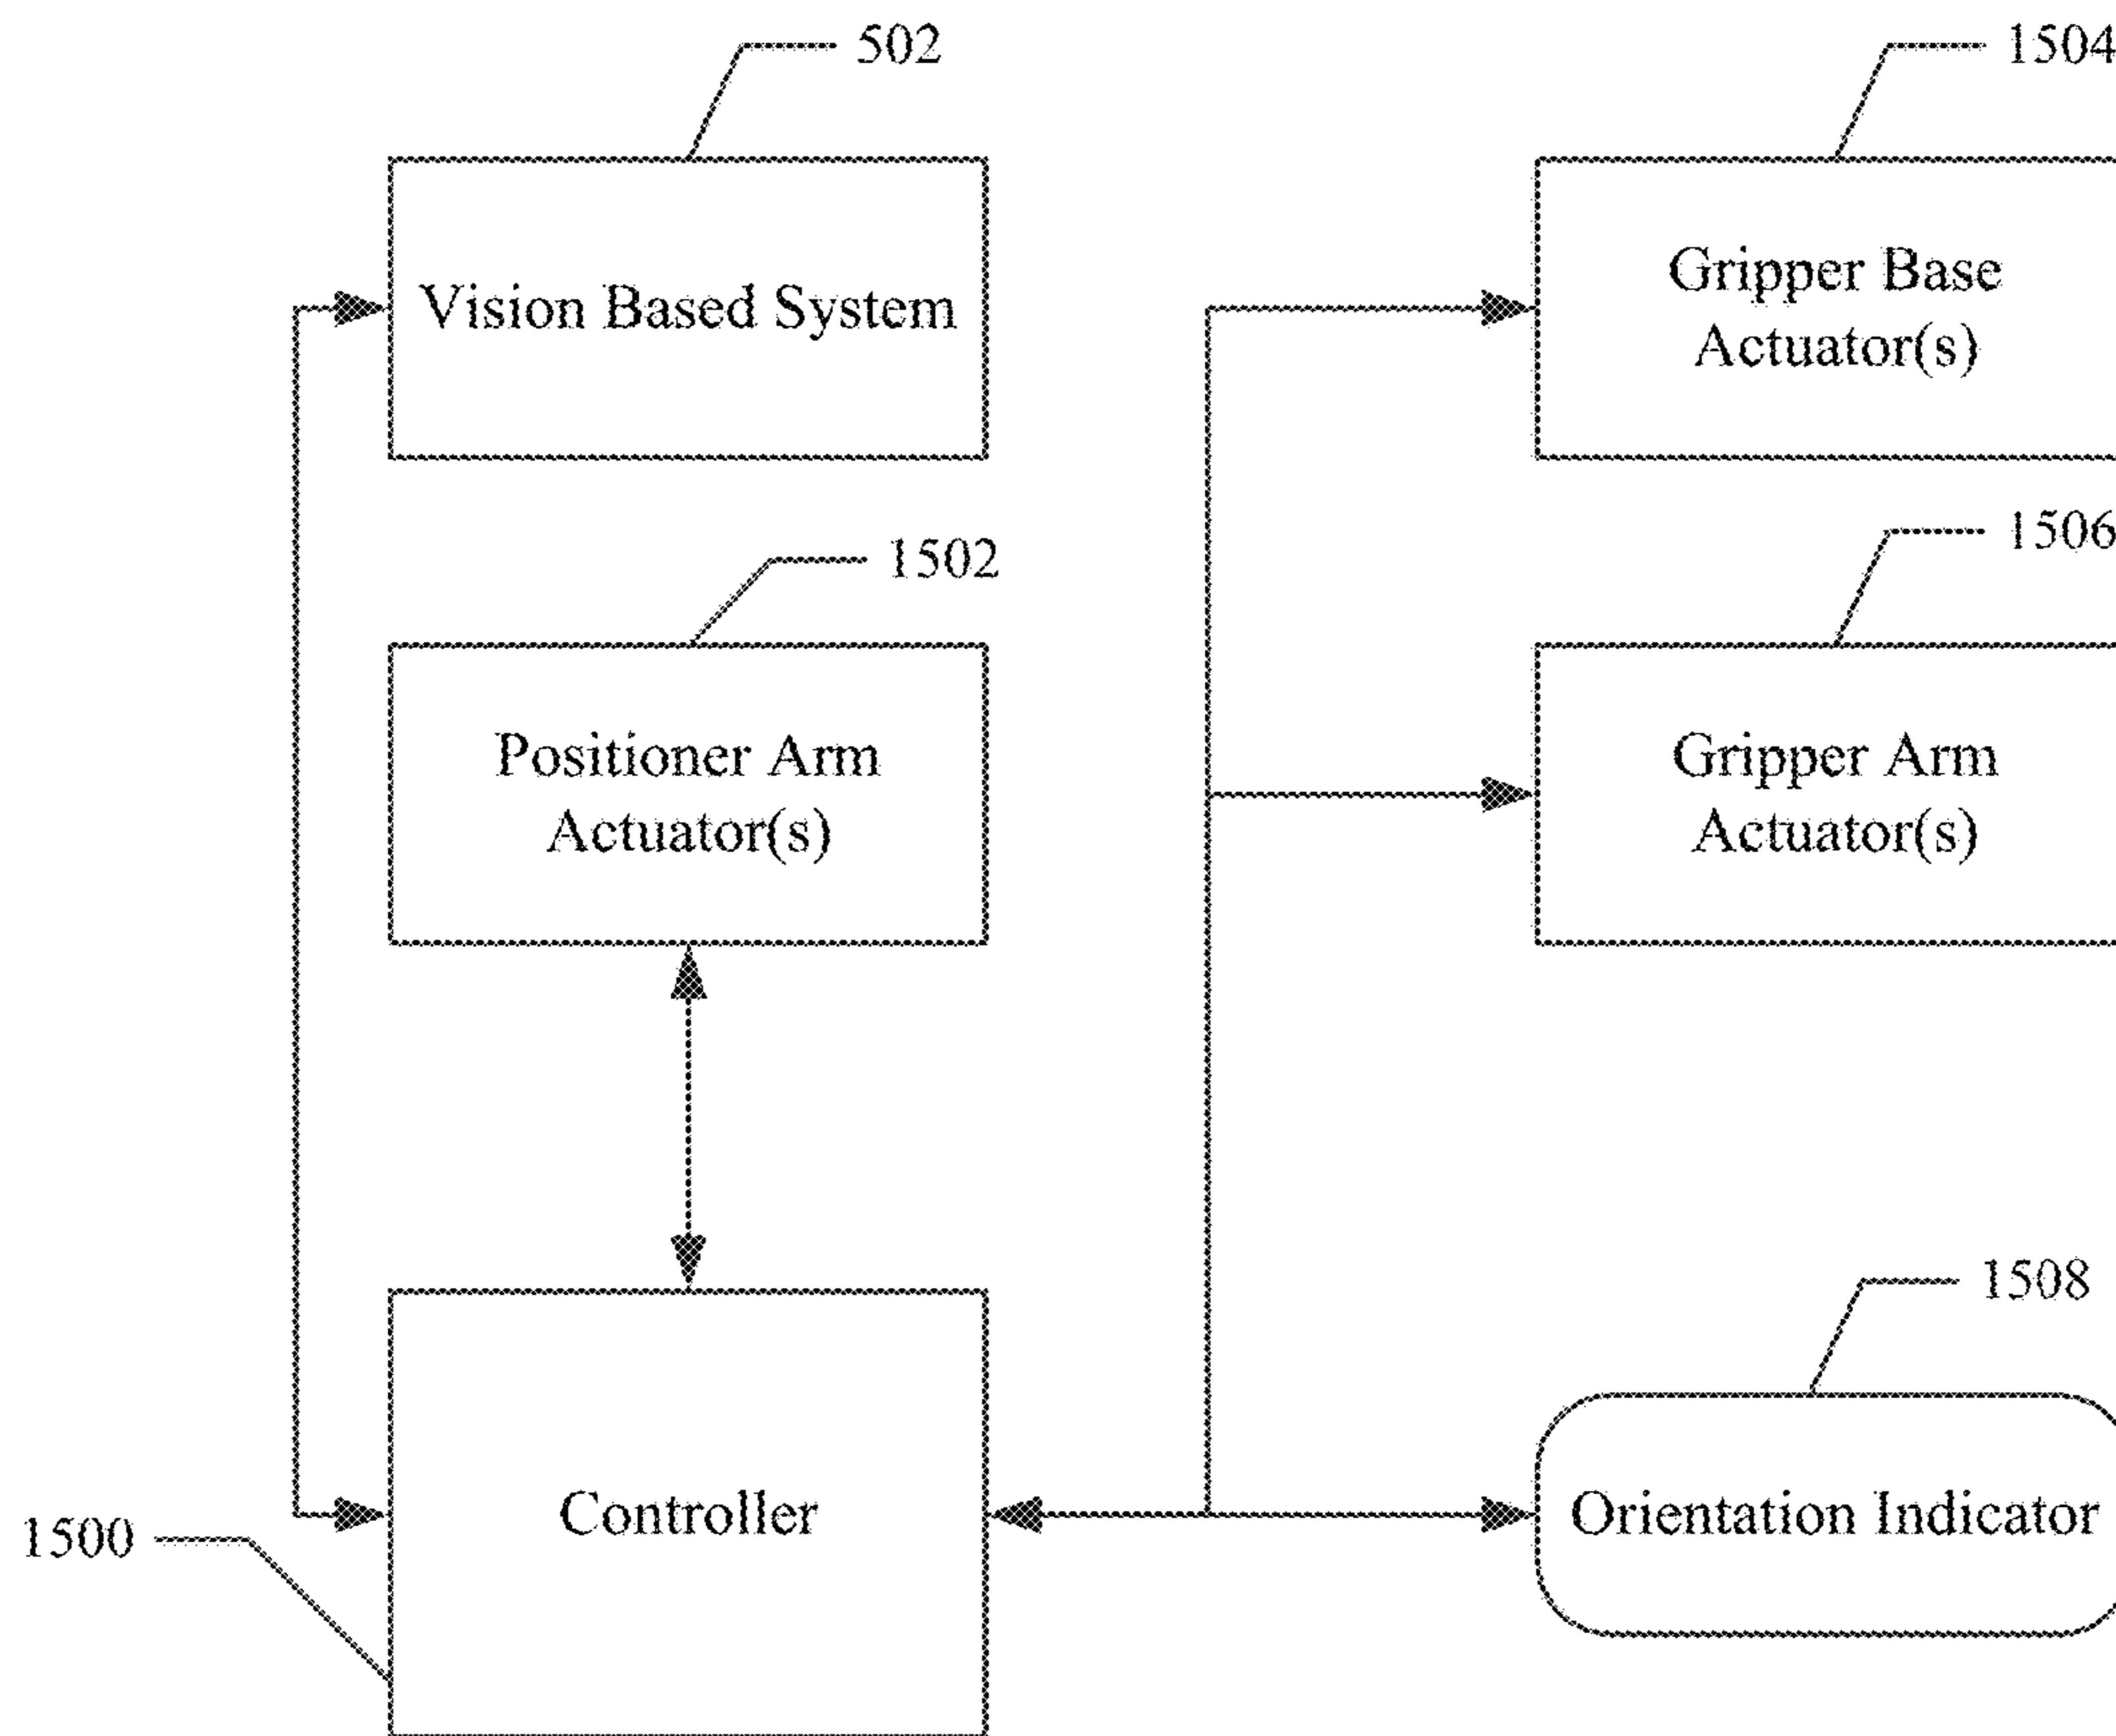 502
1504
Vision Based System
Gripper Base
Actuator(s)
1502
1506
Positioner Arm
Actuator(s)
Gripper Arm
Actuator(s)
1508
1500
Controller
Orientation Indicator